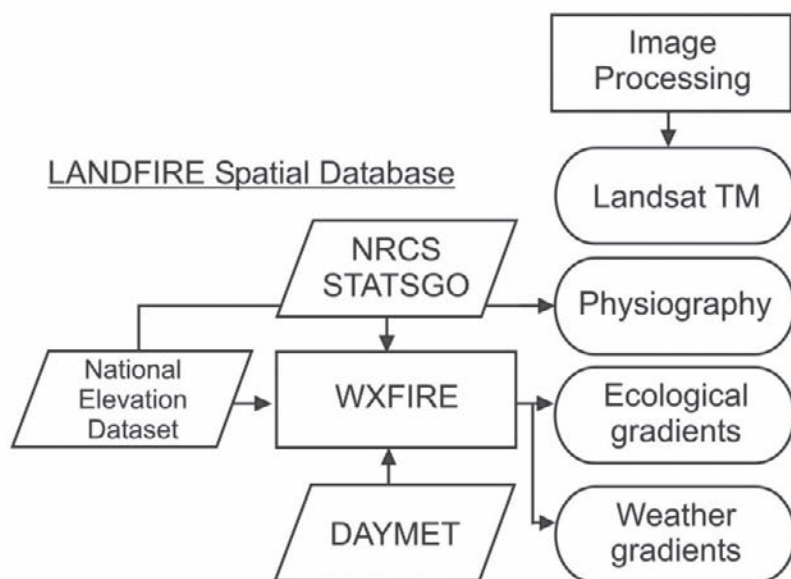 Image
Processing
LANDFIRE Spatial Database
Landsat TM
NRCS
STATSGO
Physiography
National
Elevation
Dataset
WXFIRE
Ecological
gradients
DAYMET
Weather
gradients